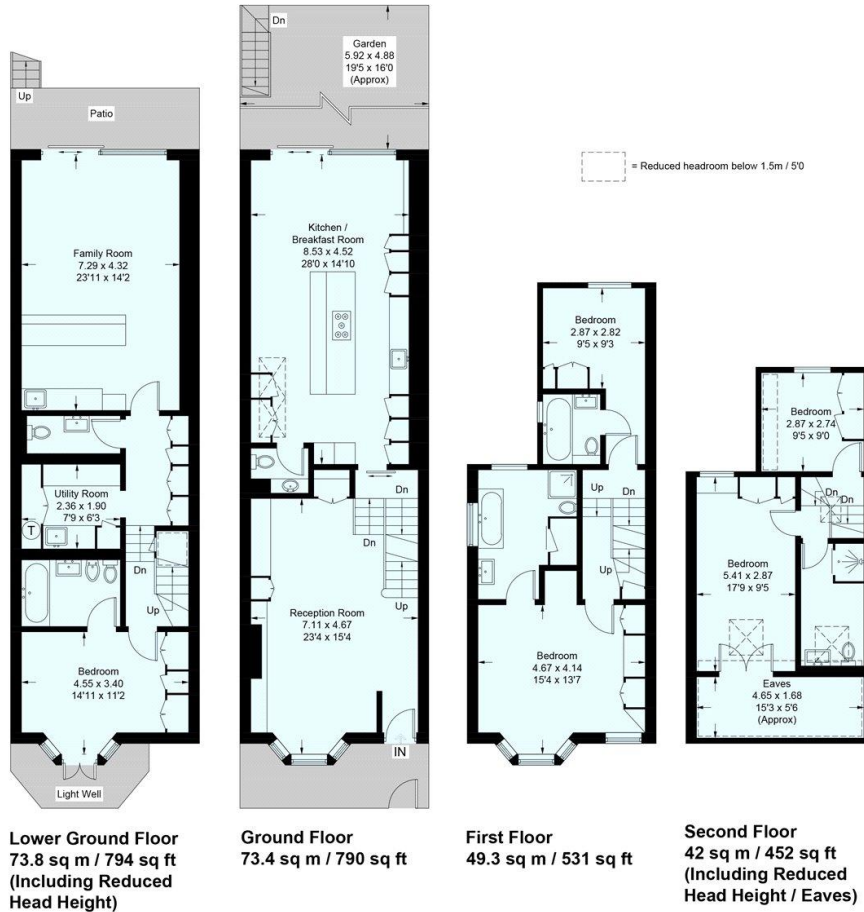 Dn
Garden
5.92 x 4.88
19'5 x 16'0
(Approx)
Up
Patio
= Reduced headroom below 1.5m / 5'0
Family Room
7.29 x 4.32
23'11 x 14'2
Kitchen /
Breakfast Room
8.53 x 4.52
28'0 x 14'10
Bedroom
2.87 x 2.82
9'5 x 9'3
Bedroom
2.87 x 2.74
9'5 x 9'0
Utility Room
2.36 x 1.90
7'9 x 6'3
T
Dn
Up
Dn
Dn
Up
Up
Dn
Up
Dn
Dn
Bedroom
4.55 x 3.40
14'11 x 11'2
Reception Room
7.11 x 4.67
23'4 x 15'4
Bedroom
4.67 x 4.14
15'4 x 13'7
Bedroom
5.41 x 2.87
17'9 x 9'5
Eaves
4.65 x 1.68
15'3 x 5'6
(Approx)
IN
Light Well
Lower Ground Floor
73.8 sq m / 794 sq ft
(Including Reduced
Head Height)
Ground Floor
73.4 sq m / 790 sq ft
First Floor
49.3 sq m / 531 sq ft
Second Floor
42 sq m / 452 sq ft
(Including Reduced
Head Height / Eaves)